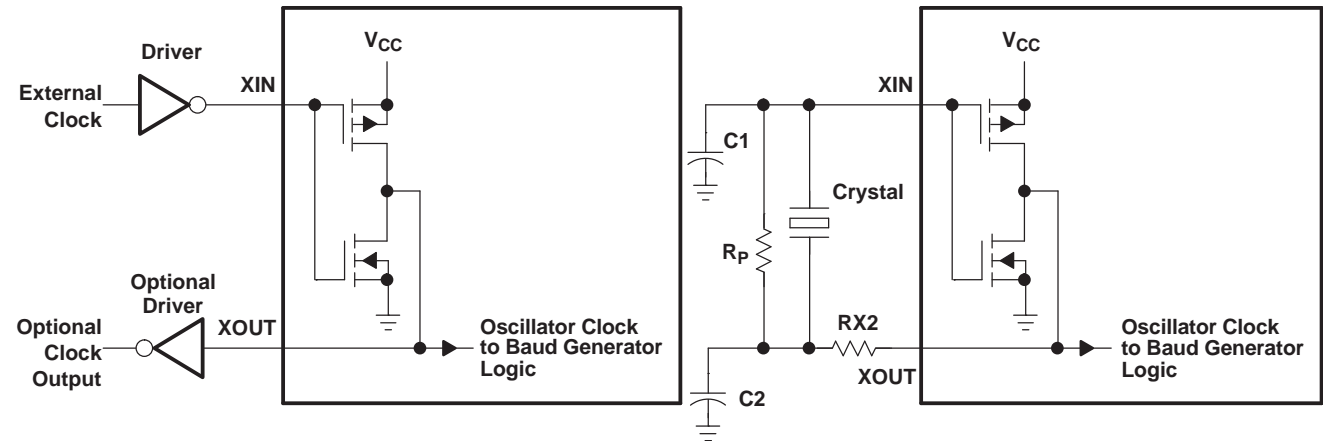 Driver
VCC
External
Clock
XIN
Optional
Driver
Optional
Clock
Output
XOUT
Oscillator Clock
to Baud Generator
Logic
VCC
XIN
C1
Crystal
RP
RX2
XOUT
C2
Oscillator Clock
to Baud Generator
Logic